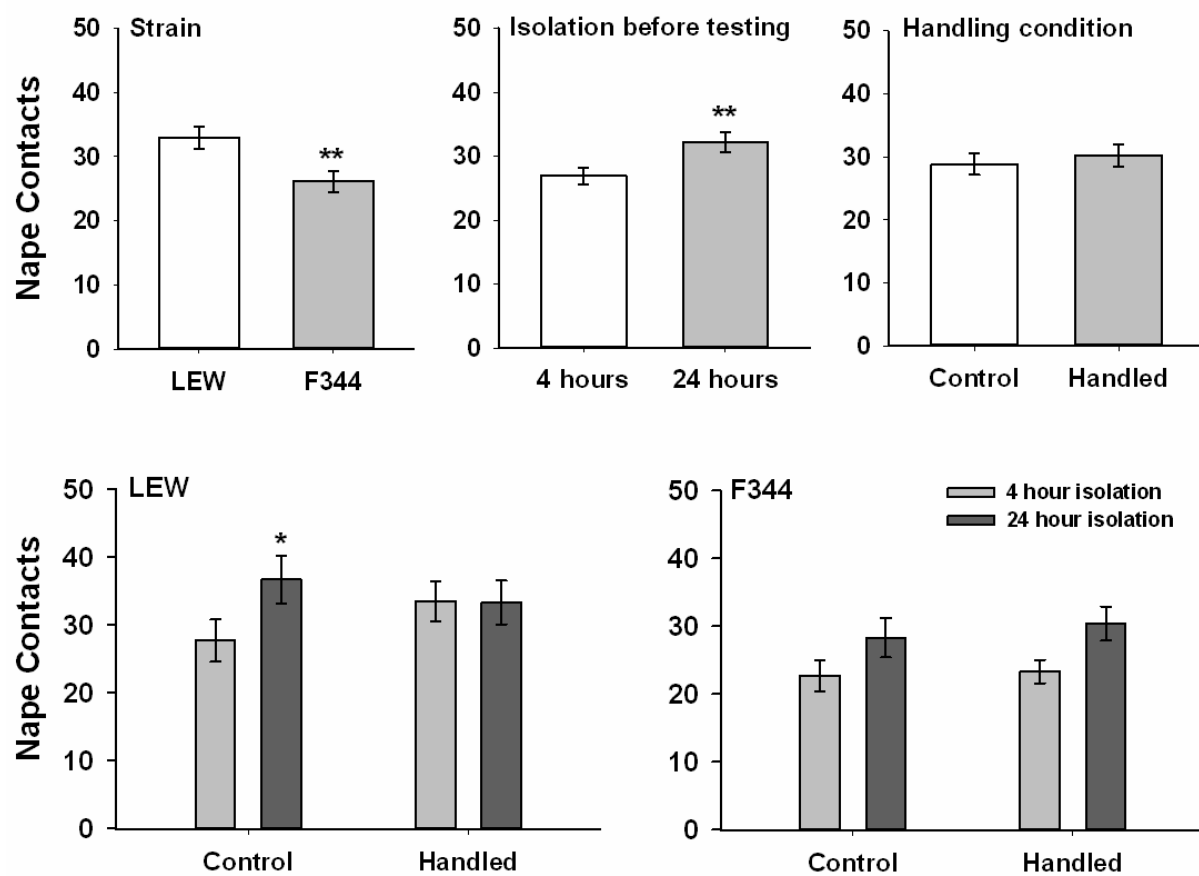 Strain
Isolation before testing
Handling condition
Nape Contacts
50
40
30
20
10
0
**
LEW
F344
50
40
30
20
10
0
**
4 hours
24 hours
50
40
30
20
10
0
Control
Handled
LEW
Nape Contacts
50
40
30
20
10
0
*
Control
Handled
F344
4 hour isolation
24 hour isolation
50
40
30
20
10
0
Control
Handled